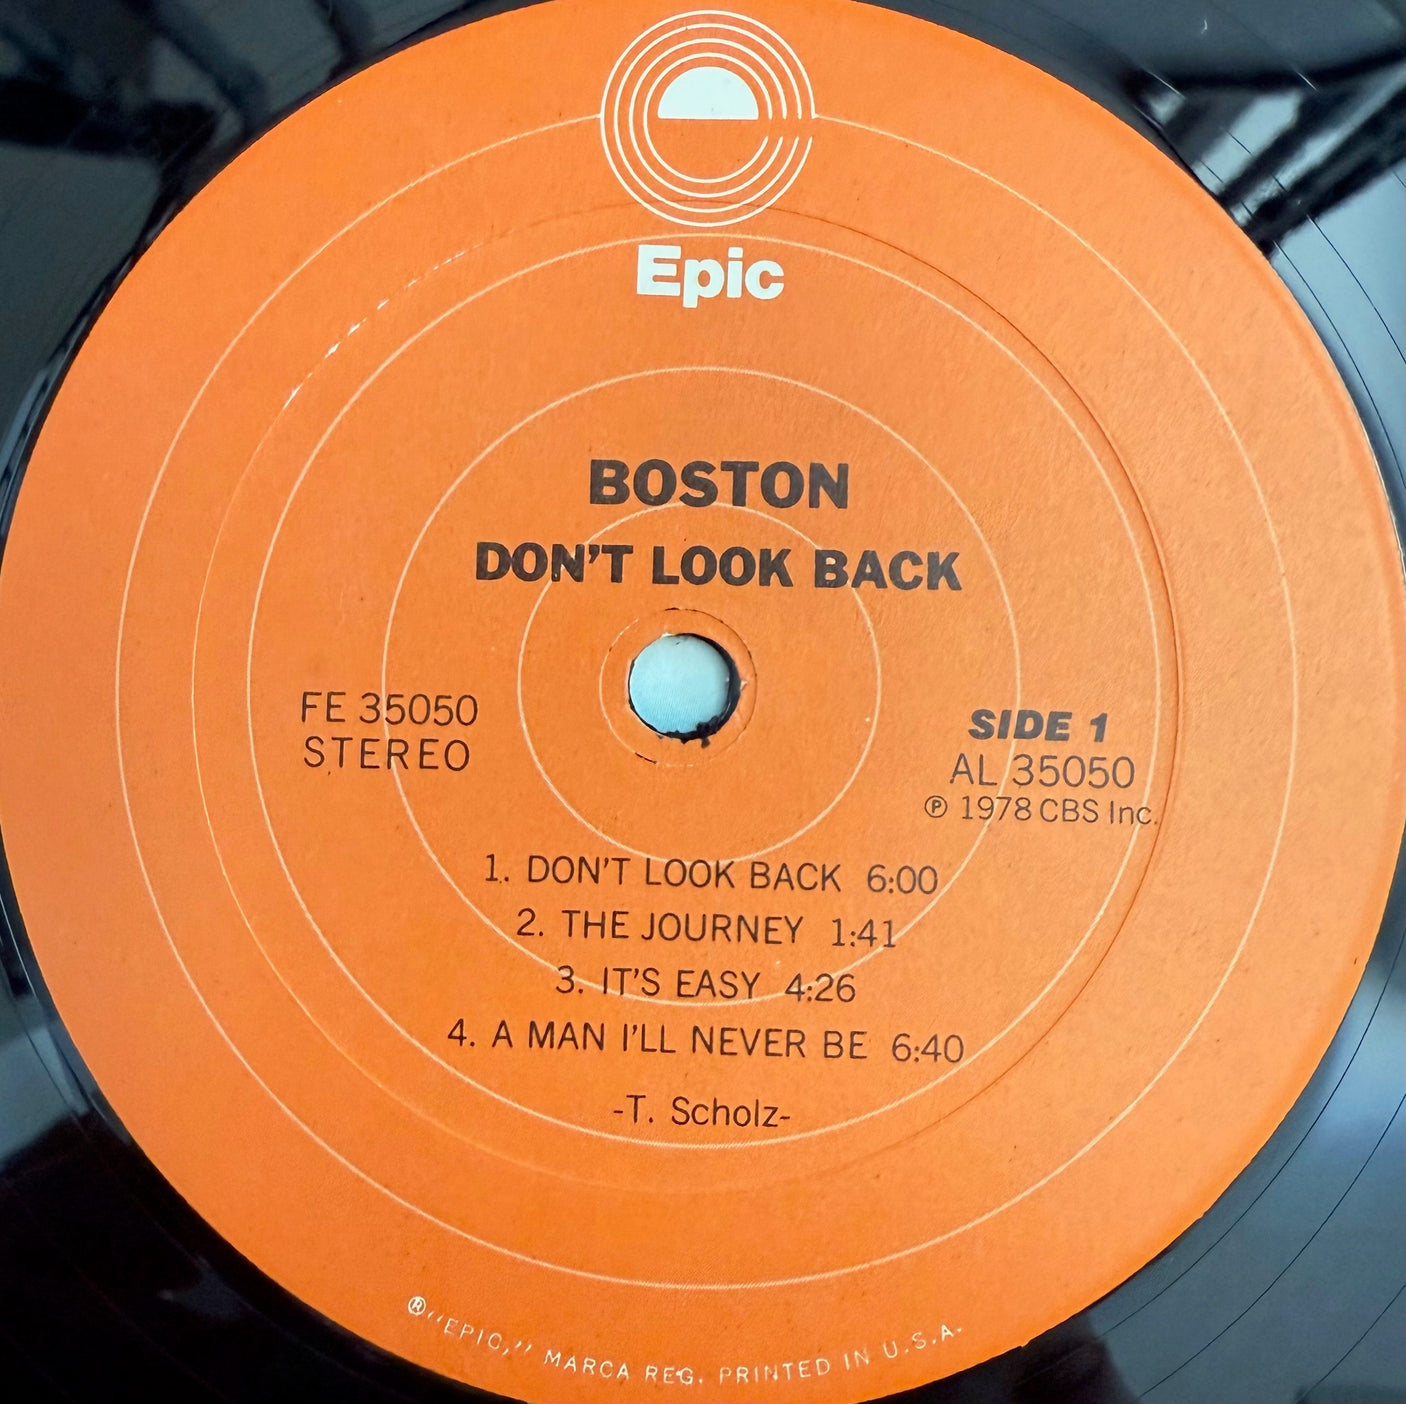 Epic
BOSTON
DON'T LOOK BACK
FE 35050
STEREO
SIDE 1
AL 35050
℗ 1978 CBS Inc.
1. DON'T LOOK BACK 6:00
2. THE JOURNEY 1:41
3. IT'S EASY 4:26
4. A MAN I'LL NEVER BE 6:40
-T. Scholz-
®"EPIC," MARCA REG. PRINTED IN U.S.A.